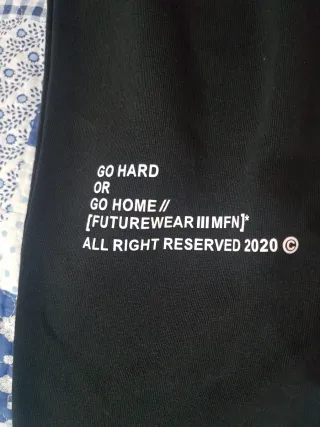 GO HARD
OR
GO HOME //
[FUTUREWEAR III MFN]*
ALL RIGHT RESERVED 2020 ©